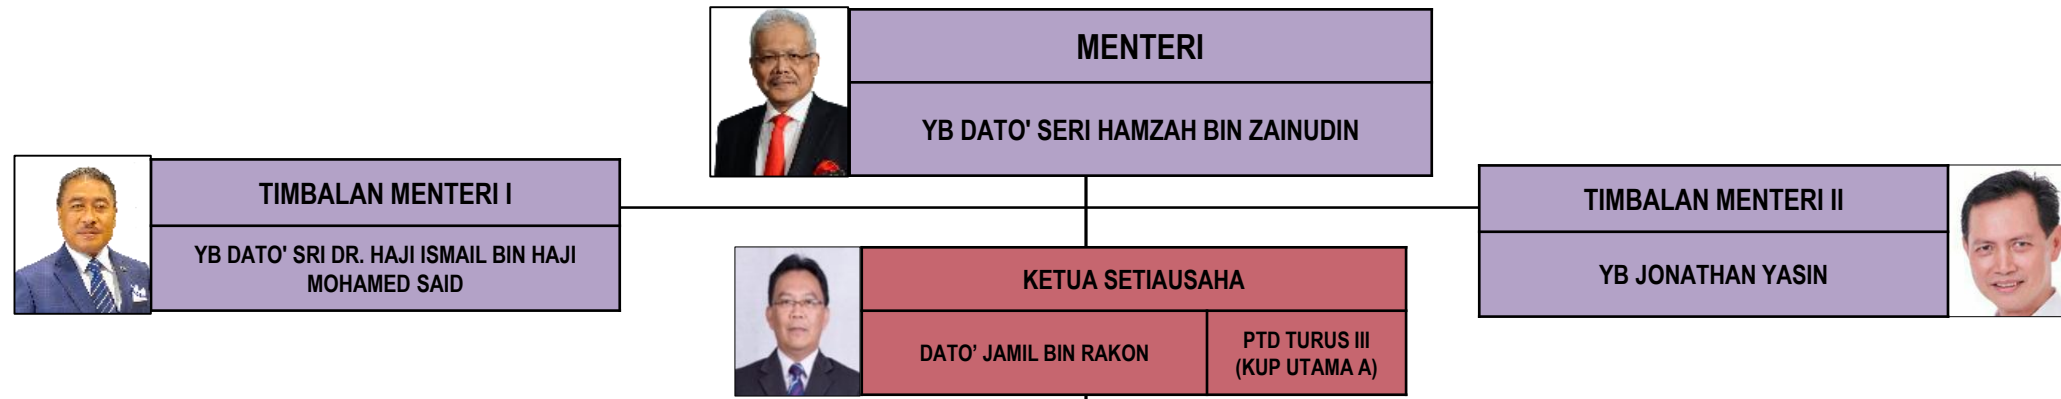 MENTERI
YB DATO' SERI HAMZAH BIN ZAINUDIN
TIMBALAN MENTERI I
YB DATO' SRI DR. HAJI ISMAIL BIN HAJI
MOHAMED SAID
TIMBALAN MENTERI II
YB JONATHAN YASIN
KETUA SETIAUSAHA
DATO’ JAMIL BIN RAKON
PTD TURUS III
(KUP UTAMA A)